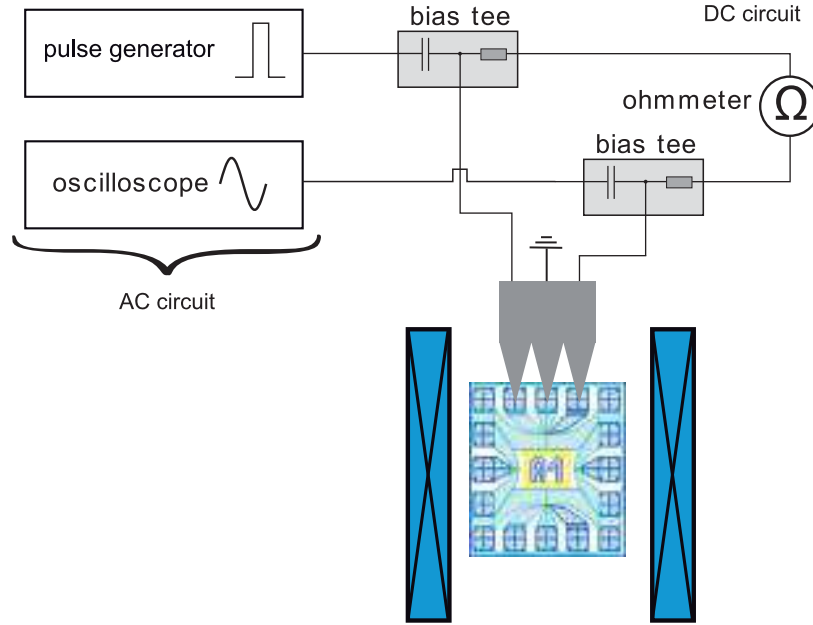 bias tee
DC circuit
pulse generator
ohmmeter
Ω
bias tee
oscilloscope
AC circuit